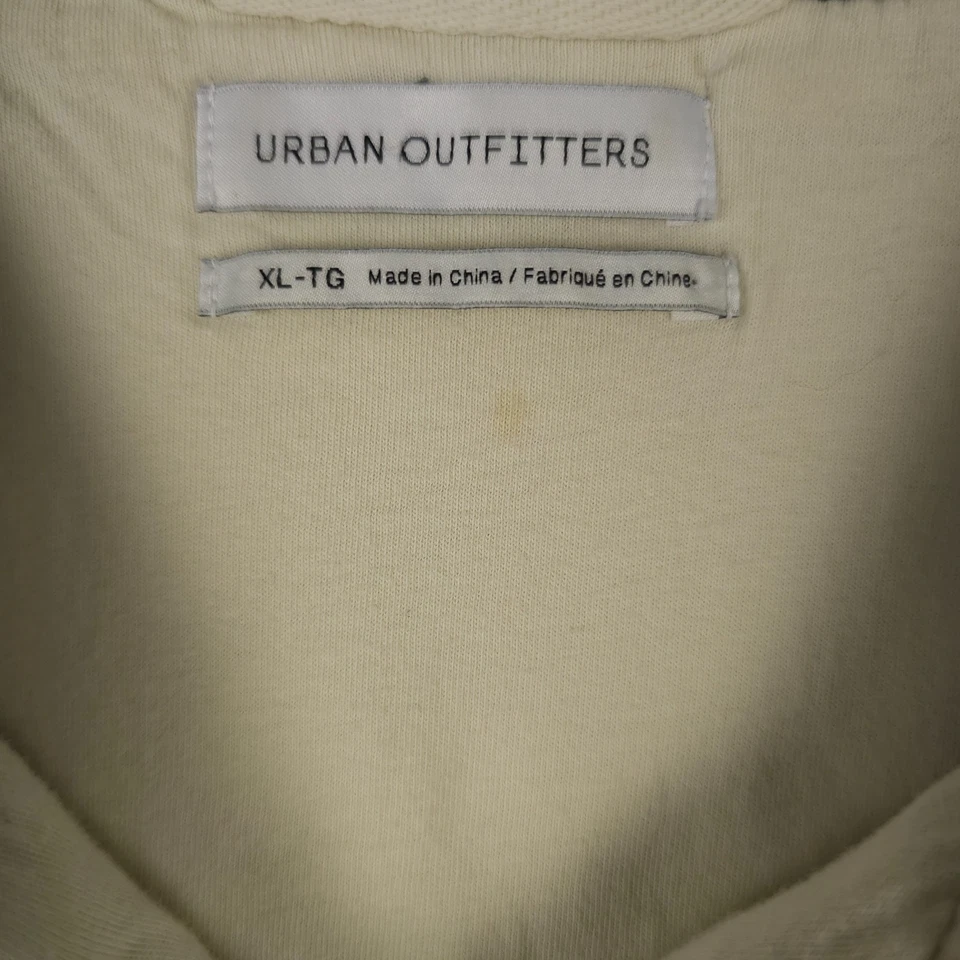 URBAN OUTFITTERS
XL-TG Made in China / Fabriqué en Chine